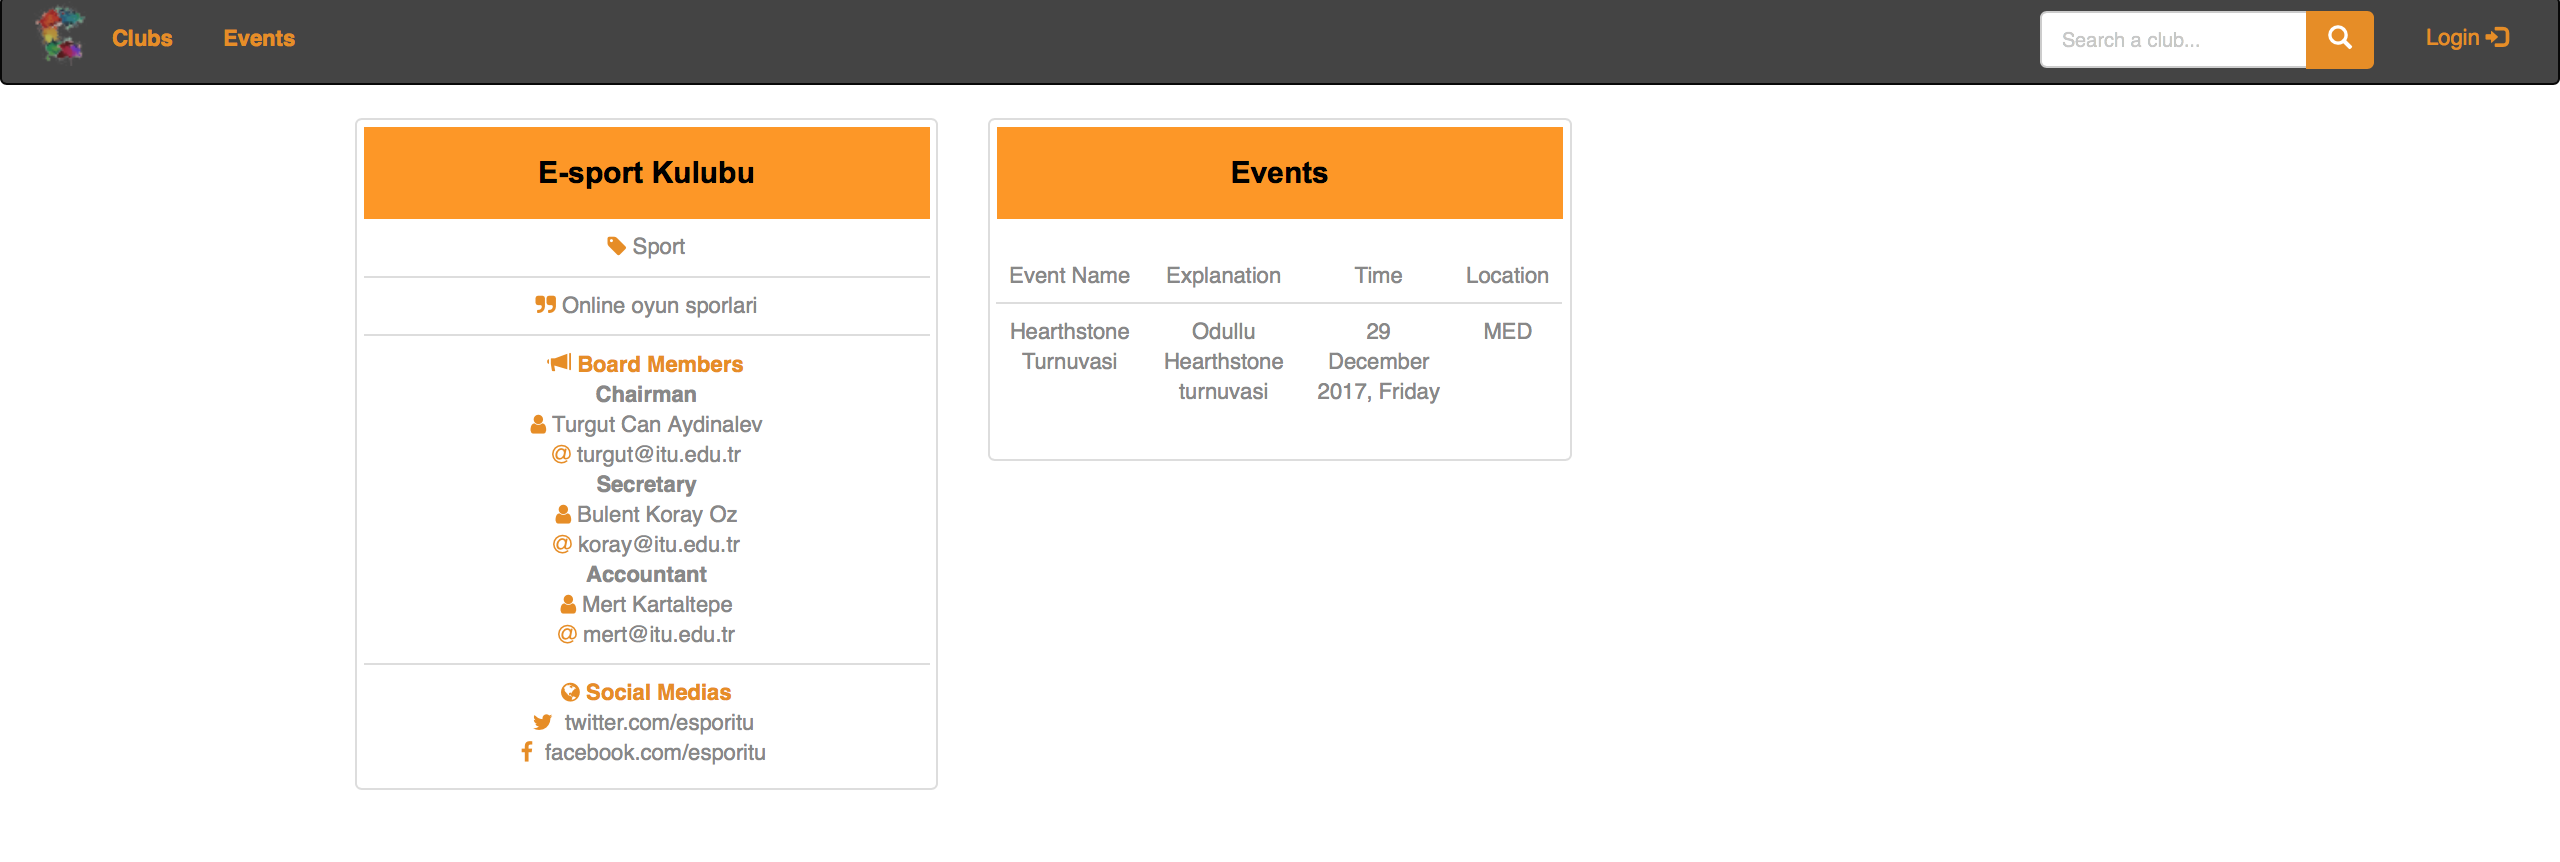 Clubs Events Search a club... Login
E-sport Kulubu
Sport
Online oyun sporlari
Board Members
Chairman
Turgut Can Aydinalev
@ turgut@itu.edu.tr
Secretary
Bulent Koray Oz
@ koray@itu.edu.tr
Accountant
Mert Kartaltepe
@ mert@itu.edu.tr
Social Medias
twitter.com/esporitu
facebook.com/esporitu
Events
Event Name Explanation Time Location
Hearthstone Odullu 29 MED
Turnuvasi Hearthstone December
turnuvasi 2017, Friday